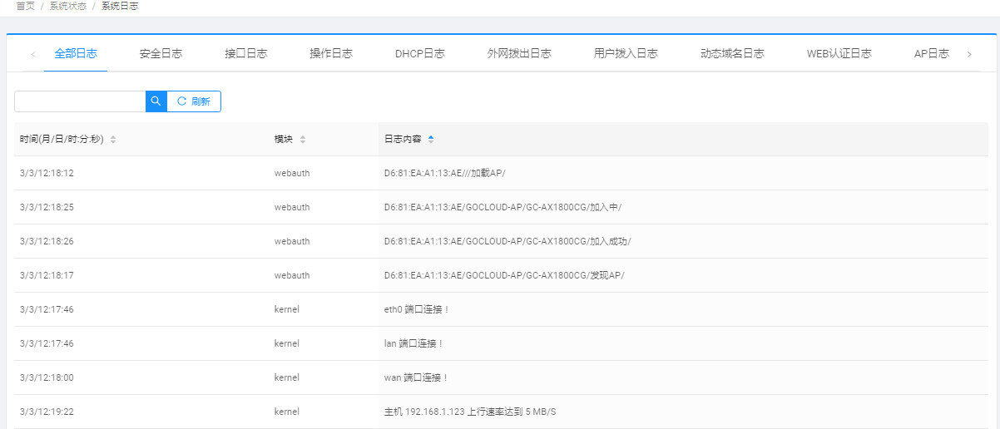 首页 / 系统状态 / 系统日志
< 全部日志 安全日志 接口日志 操作日志 DHCP日志 外网拨出日志 用户拨入日志 动态域名日志 WEB认证日志 AP日志 >
刷新
时间(月/日/时:分:秒) 模块 日志内容
3/3/12:18:12 webauth D6:81:EA:A1:13:AE///加载AP/
3/3/12:18:25 webauth D6:81:EA:A1:13:AE/GOCLOUD-AP/GC-AX1800CG/加入中/
3/3/12:18:26 webauth D6:81:EA:A1:13:AE/GOCLOUD-AP/GC-AX1800CG/加入成功/
3/3/12:18:17 webauth D6:81:EA:A1:13:AE/GOCLOUD-AP/GC-AX1800CG/发现AP/
3/3/12:17:46 kernel eth0 端口连接！
3/3/12:17:46 kernel lan 端口连接！
3/3/12:18:00 kernel wan 端口连接！
3/3/12:19:22 kernel 主机 192.168.1.123 上行速率达到 5 MB/S